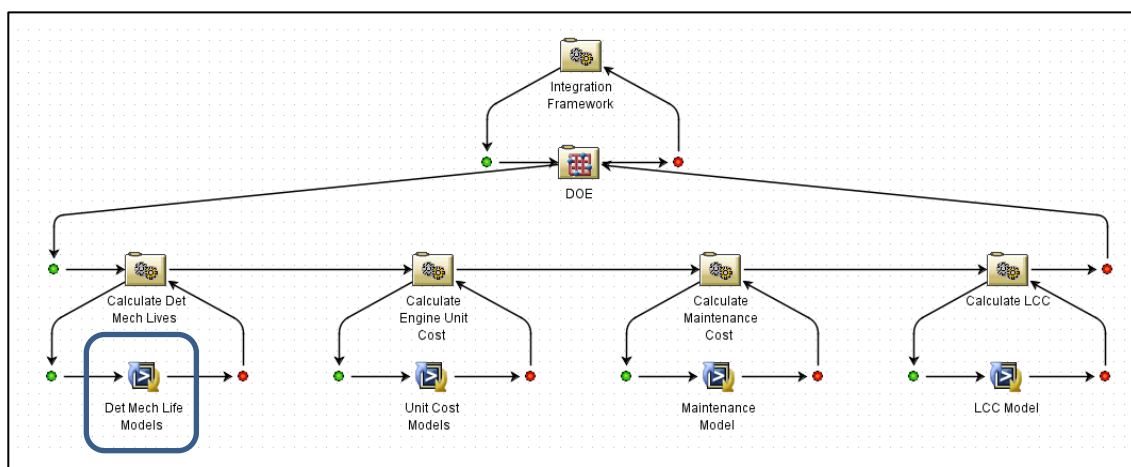 Integration
Framework
DOE
Calculate Det
Mech Lives
Calculate
Engine Unit
Cost
Calculate
Maintenance
Cost
Calculate LCC
Det Mech Life
Models
Unit Cost
Models
Maintenance
Model
LCC Model